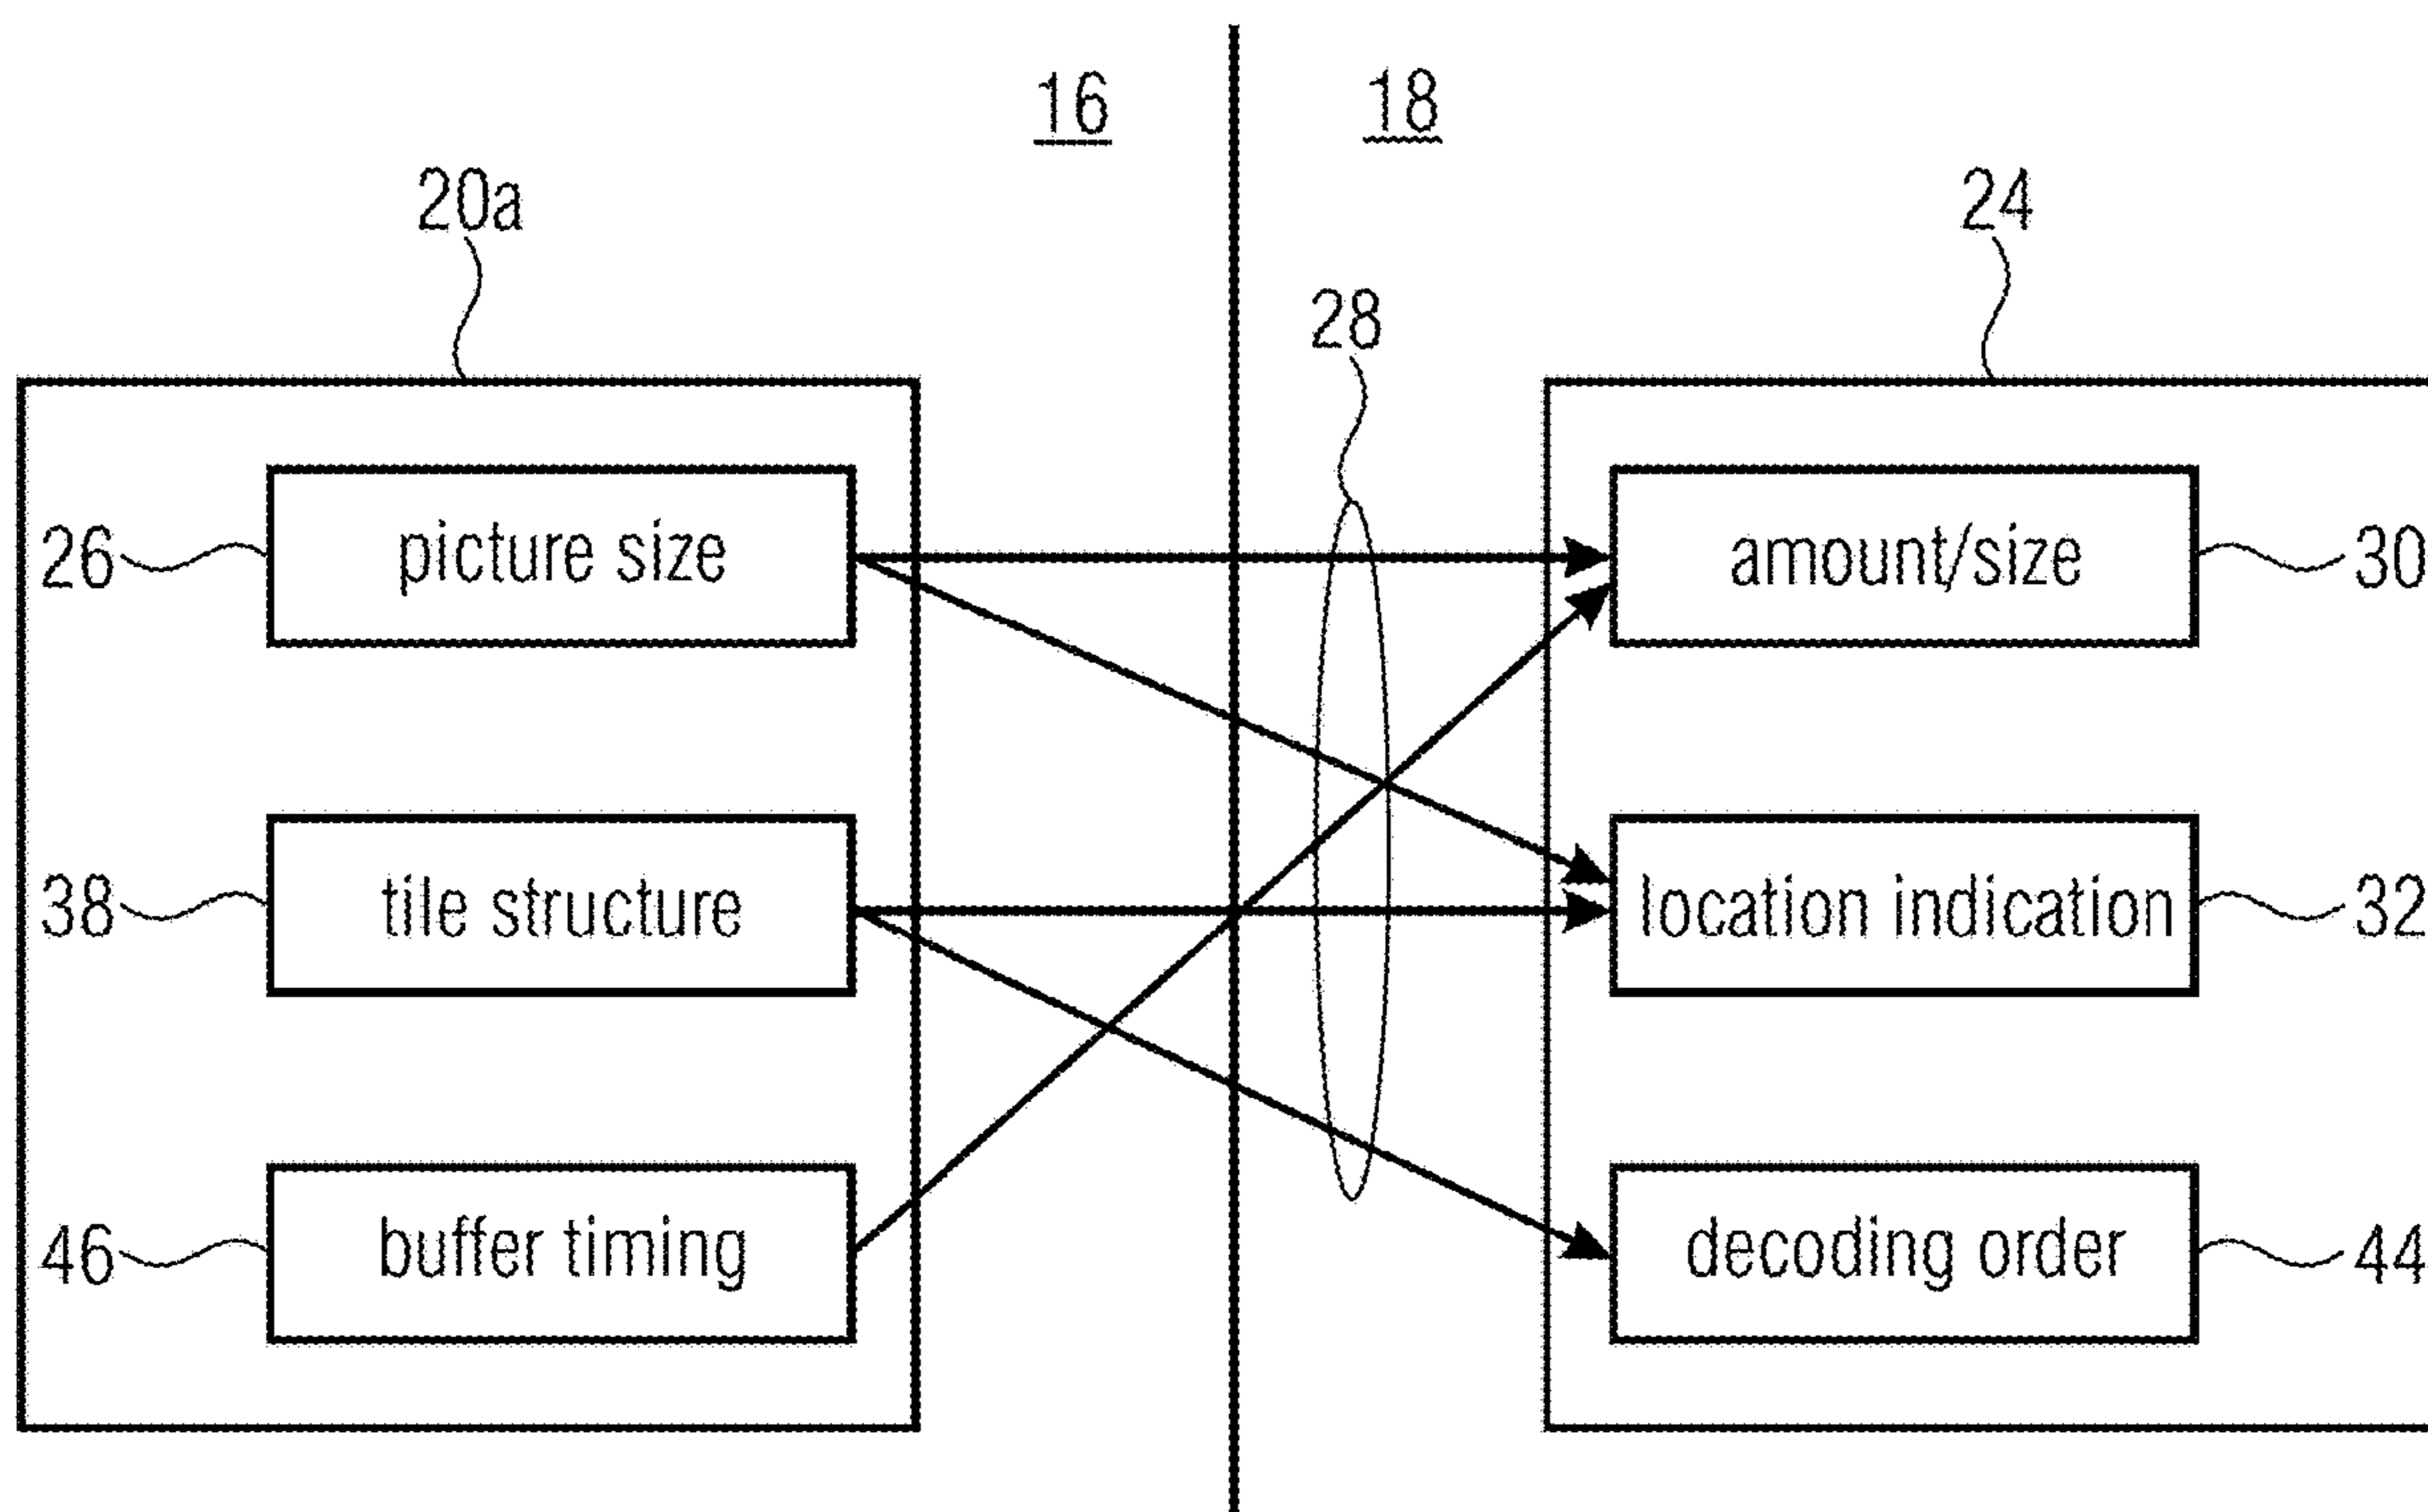 16 18
20a 24
28
26 picture size amount/size 30
38 tile structure location indication 32
46 buffer timing decoding order 44